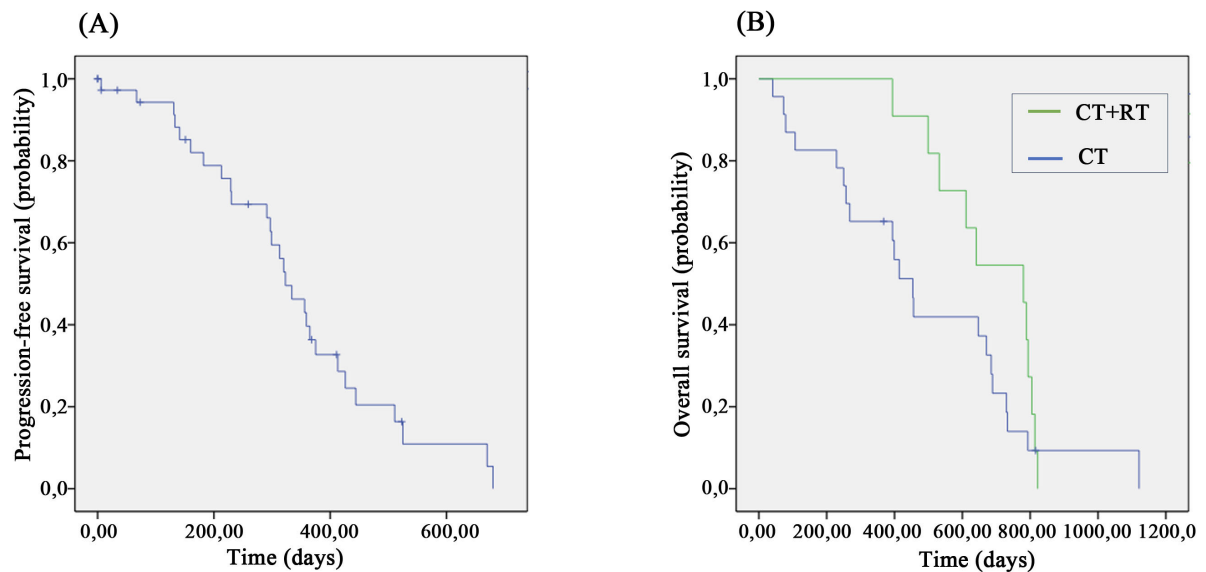 (A)
Progression-free survival (probability)
1,0
0,8
0,6
0,4
0,2
0,0
0,00 200,00 400,00 600,00
Time (days)
(B)
Overall survival (probability)
1,0
0,8
0,6
0,4
0,2
0,0
0,00 200,00 400,00 600,00 800,00 1000,00 1200,0
Time (days)
CT+RT
CT